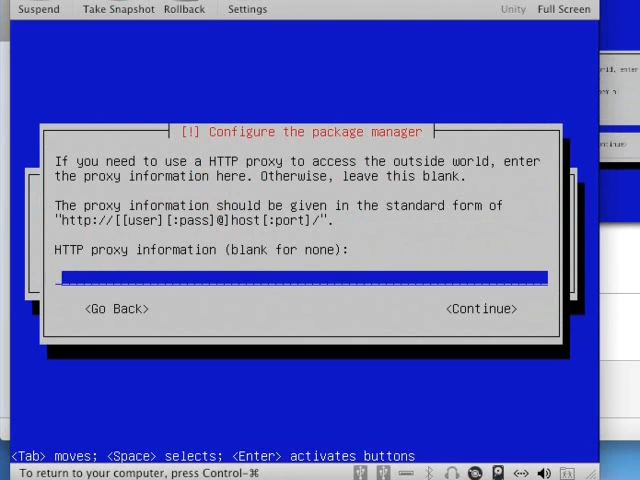 Suspend Take Snapshot Rollback Settings Unity Full Screen
[!] Configure the package manager
If you need to use a HTTP proxy to access the outside world, enter
the proxy information here. Otherwise, leave this blank.
The proxy information should be given in the standard form of
"http://[[user][:pass]@]host[:port]/".
HTTP proxy information (blank for none):
<Go Back> <Continue>
<Tab> moves; <Space> selects; <Enter> activates buttons
To return to your computer, press Control-⌘